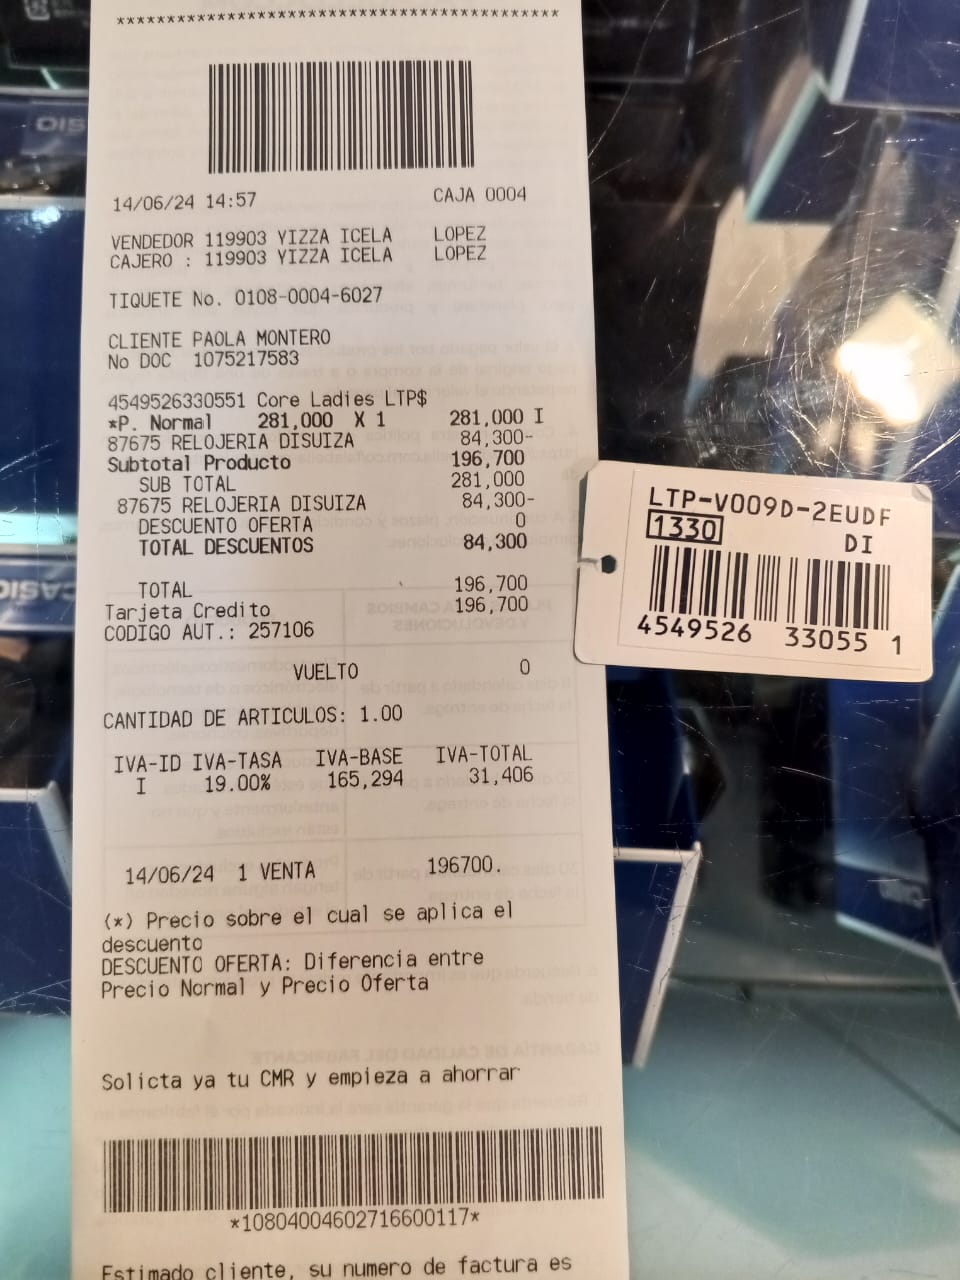 *************************************************
14/06/24 14:57 CAJA 0004
VENDEDOR 119903 YIZZA ICELA LOPEZ
CAJERO : 119903 YIZZA ICELA LOPEZ
TIQUETE No. 0108-0004-6027
CLIENTE PAOLA MONTERO
No DOC 1075217583
4549526330551 Core Ladies LTP$
*P. Normal 281,000 X 1 281,000 I
87675 RELOJERIA DISUIZA 84,300-
Subtotal Producto 196,700
SUB TOTAL 281,000
87675 RELOJERIA DISUIZA 84,300-
DESCUENTO OFERTA 0
TOTAL DESCUENTOS 84,300
TOTAL 196,700
Tarjeta Credito 196,700
CODIGO AUT.: 257106
VUELTO 0
CANTIDAD DE ARTICULOS: 1.00
IVA-ID IVA-TASA IVA-BASE IVA-TOTAL
I 19.00% 165,294 31,406
14/06/24 1 VENTA 196700.
(*) Precio sobre el cual se aplica el
descuento
DESCUENTO OFERTA: Diferencia entre
Precio Normal y Precio Oferta
Solicta ya tu CMR y empieza a ahorrar
*10804004602716600117*
Estimado cliente, su numero de factura es
LTP-V009D-2EUDF
1330 DI
4549526 33055 1
CASIO